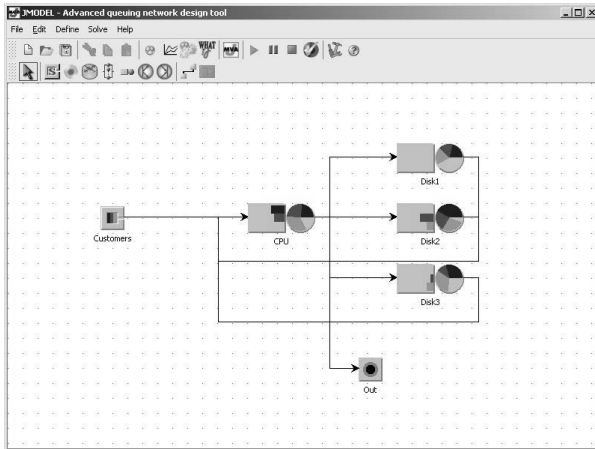 JMODEL - Advanced queuing network design tool
File Edit Define Solve Help
WHAT
MVA
S
Customers
CPU
Disk1
Disk2
Disk3
Out